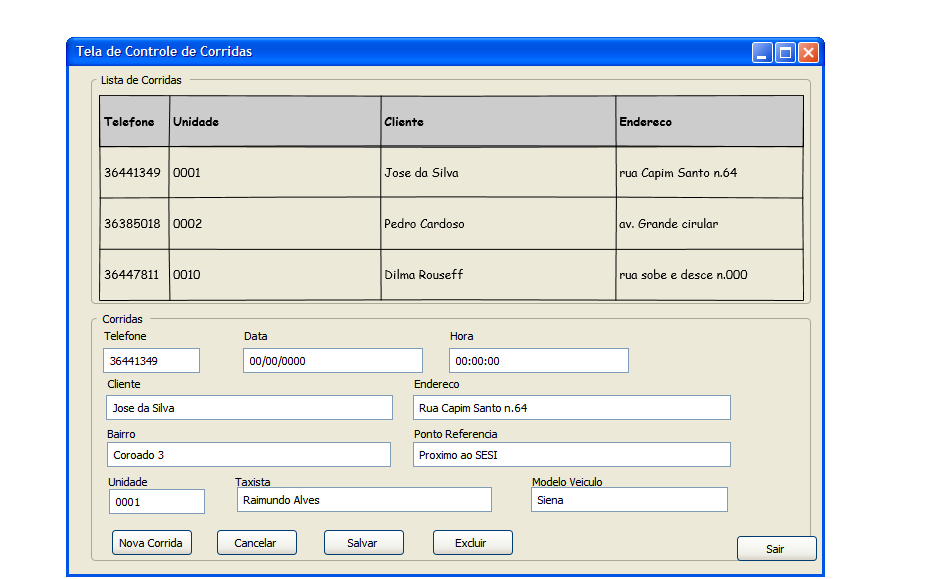 Tela de Controle de Corridas
Lista de Corridas
Telefone Unidade Cliente Endereco
36441349 0001 Jose da Silva rua Capim Santo n.64
36385018 0002 Pedro Cardoso av. Grande cirular
36447811 0010 Dilma Rouseff rua sobe e desce n.000
Corridas
Telefone Data Hora
36441349 00/00/0000 00:00:00
Cliente Endereco
Jose da Silva Rua Capim Santo n.64
Bairro Ponto Referencia
Coroado 3 Proximo ao SESI
Unidade Taxista Modelo Veiculo
0001 Raimundo Alves Siena
Nova Corrida Cancelar Salvar Excluir Sair